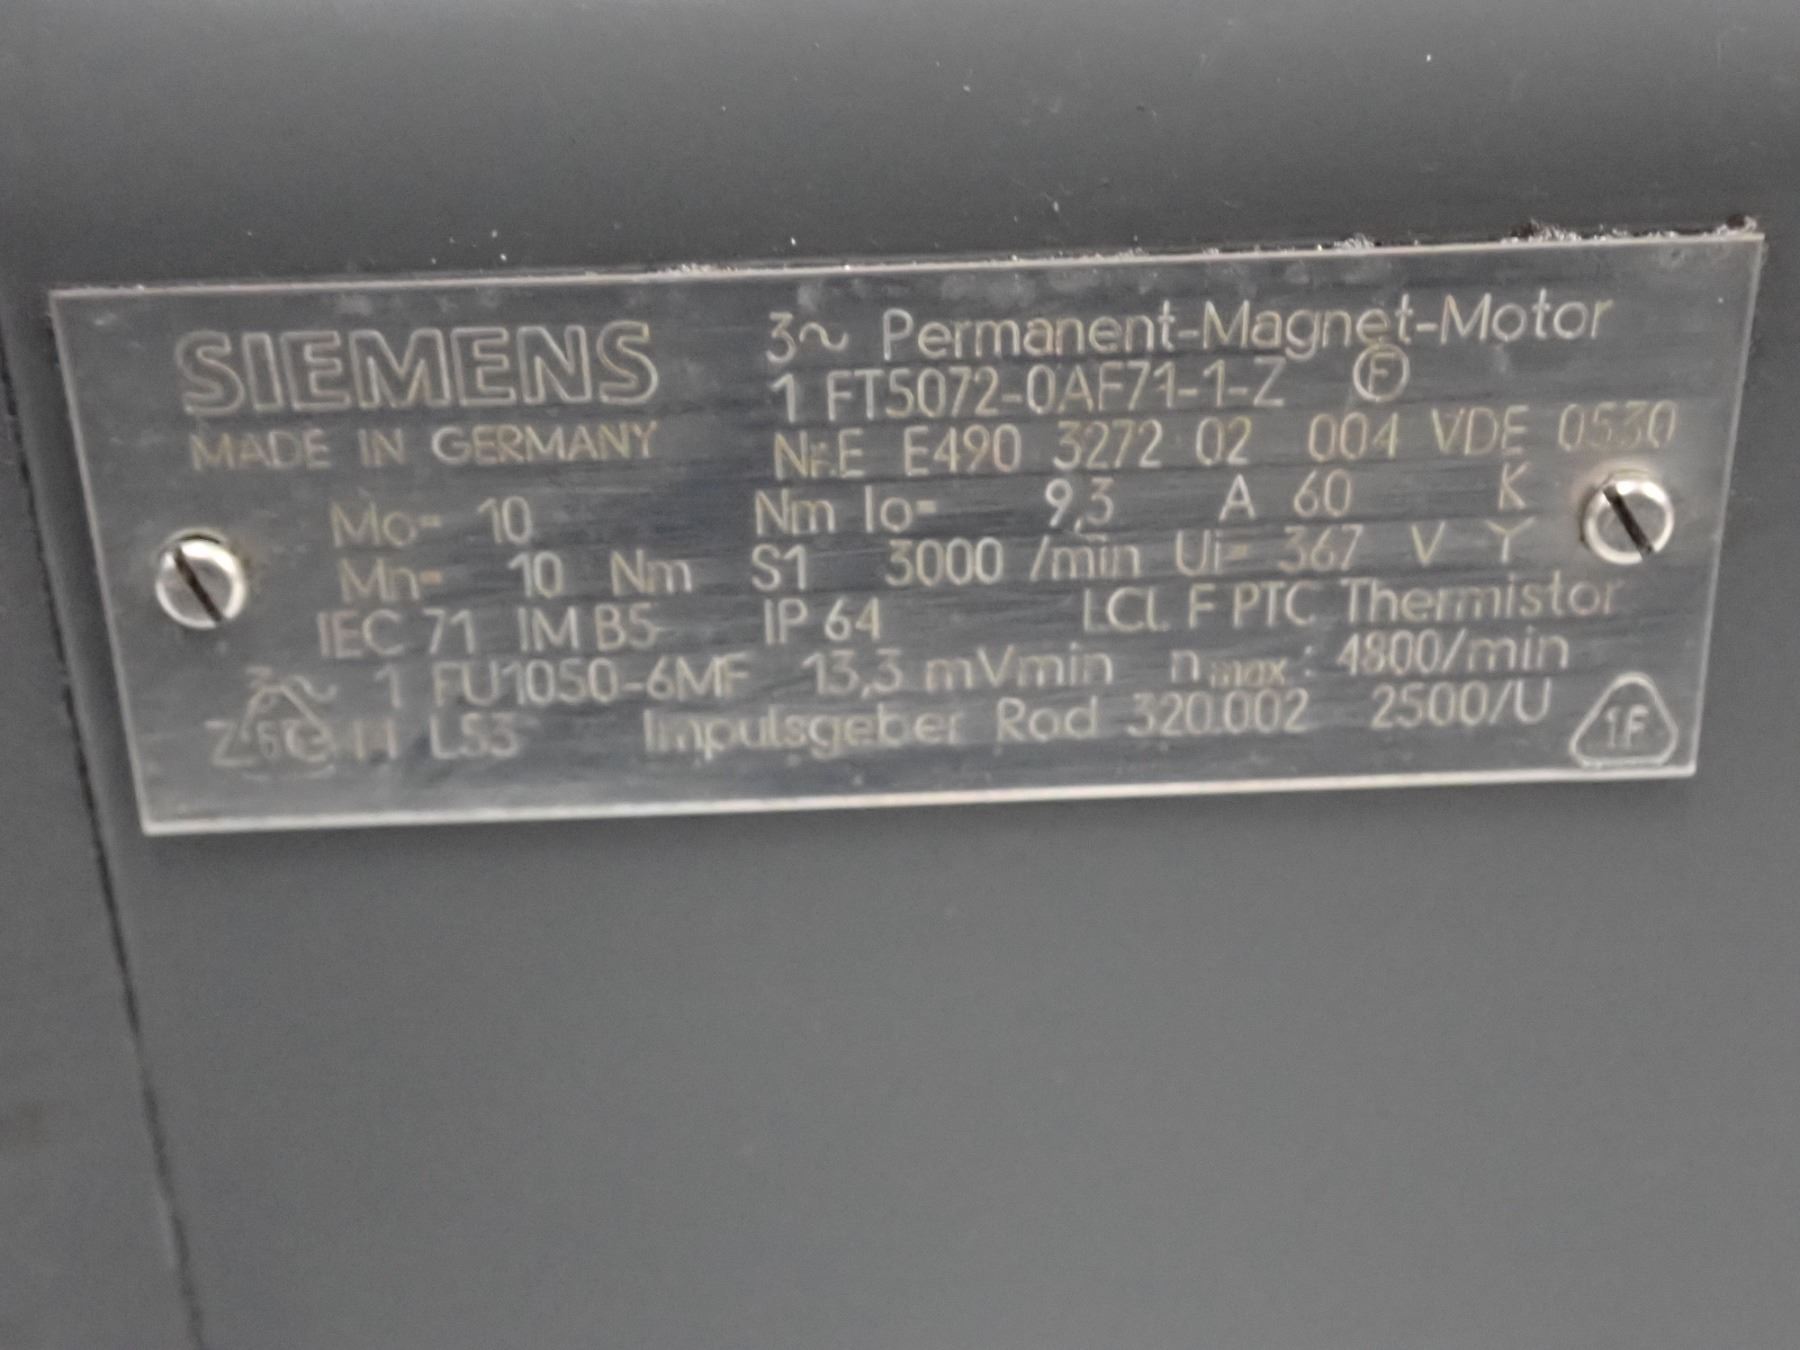 SIEMENS
MADE IN GERMANY
3~ Permanent-Magnet-Motor
1 FT5072-0AF71-1-Z F
Nr.E E490 3272 02 004 VDE 0530
Mo= 10 Nm Io= 9,3 A 60 K
Mn= 10 Nm S1 3000 /min Ui= 367 V Y
IEC 71 IM B5 IP 64 I.CI. F PTC Thermistor
3~ 1 FU1050-6MF 13,3 mVmin nmax: 4800/min
Impulsgeber Rod 320.002 2500/U
1F